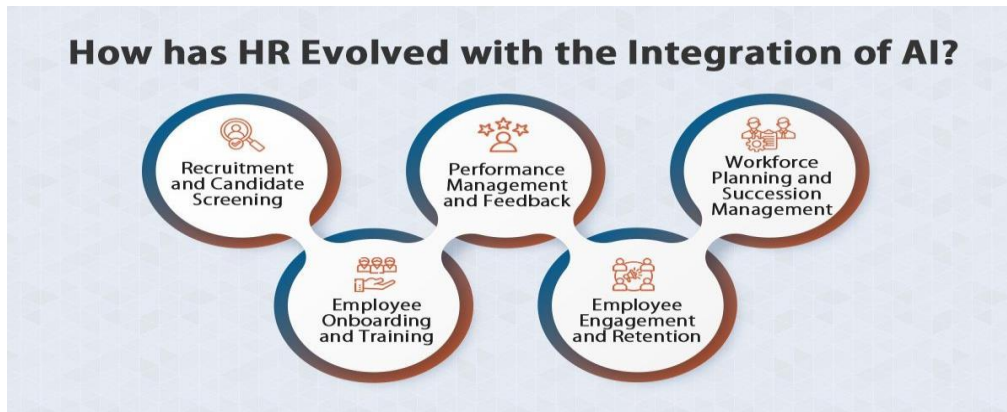 How has HR Evolved with the Integration of AI?
Recruitment
and Candidate
Screening
Employee
Onboarding
and Training
Performance
Management
and Feedback
Employee
Engagement
and Retention
Workforce
Planning and
Succession
Management